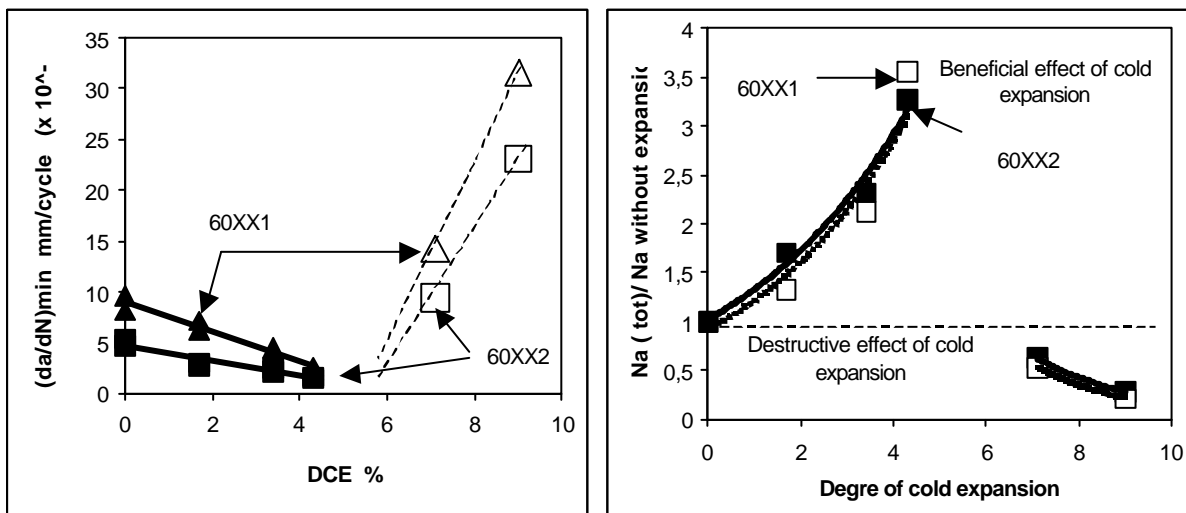 (da/dN)min mm/cycle (x 10^-
35
30
25
20
15
10
5
0
60XX1
60XX2
0 2 4 6 8 10
DCE %
Na ( tot)/ Na without expansic
4
3,5
3
2,5
2
1,5
1
0,5
0
60XX1
Beneficial effect of cold
expansion
60XX2
Destructive effect of cold
expansion
0 2 4 6 8 10
Degre of cold expansion